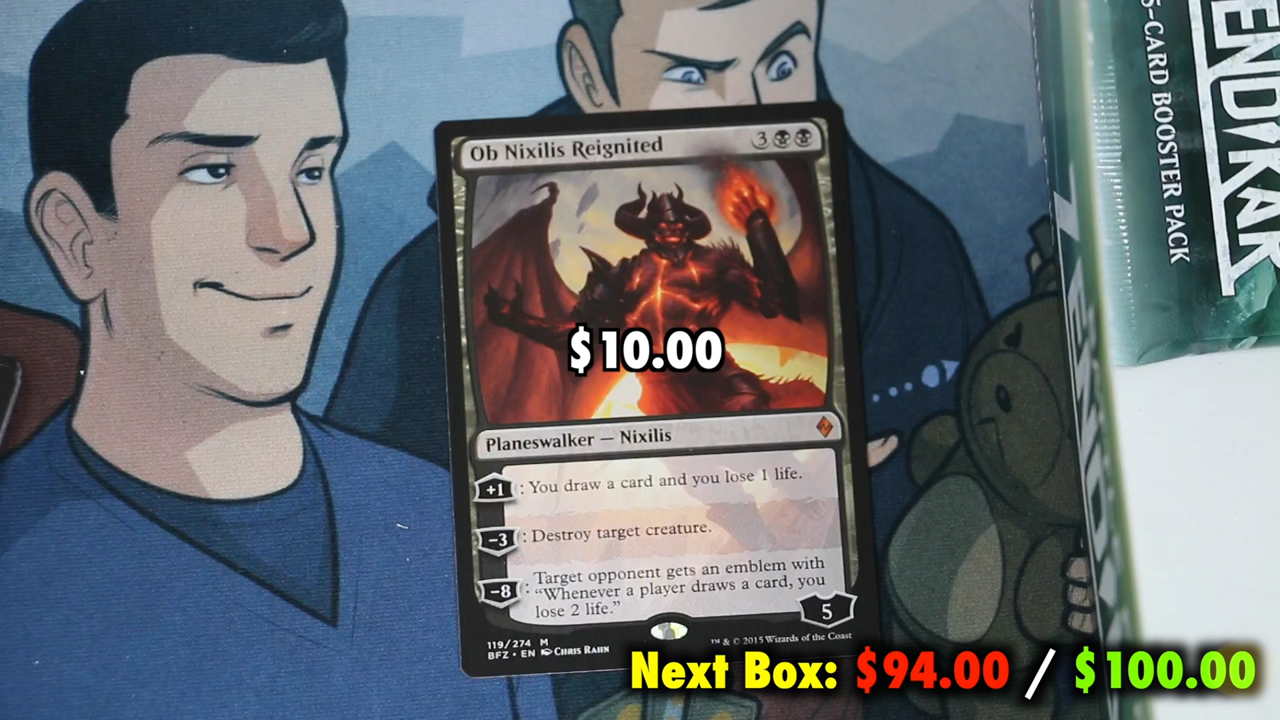 Ob Nixilis Reignited 3
$10.00
Planeswalker — Nixilis
+1 : You draw a card and you lose 1 life.
-3 : Destroy target creature.
-8 : Target opponent gets an emblem with
"Whenever a player draws a card, you
lose 2 life."
5
119/274 M
BFZ • EN Chris Rahn
™ & © 2015 Wizards of the Coast
Next Box: $94.00 / $100.00
5-CARD BOOSTER PACK
ENDIKAR